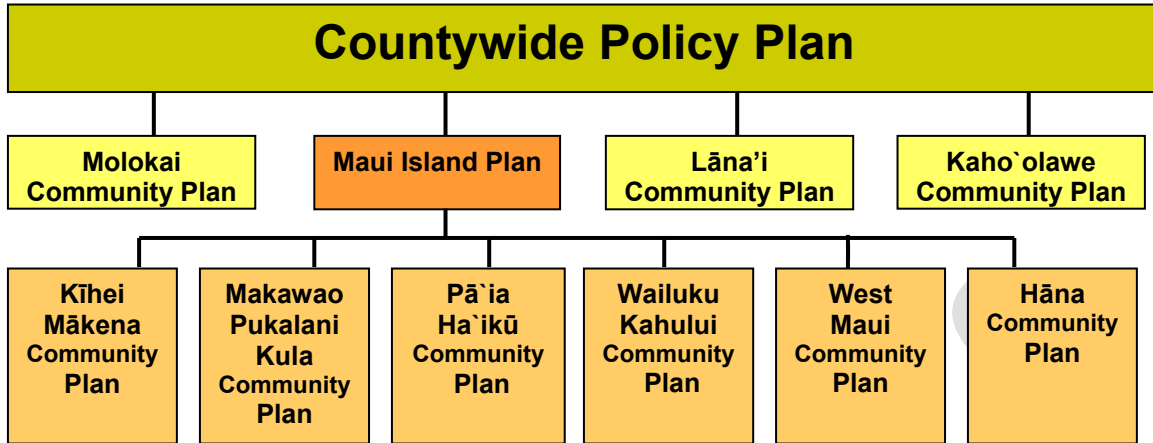 Countywide Policy Plan
Molokai
Community Plan
Maui Island Plan
Lāna’i
Community Plan
Kaho`olawe
Community Plan
Kīhei
Mākena
Community
Plan
Makawao
Pukalani
Kula
Community
Plan
Pā`ia
Ha`ikū
Community
Plan
Wailuku
Kahului
Community
Plan
West
Maui
Community
Plan
Hāna
Community
Plan